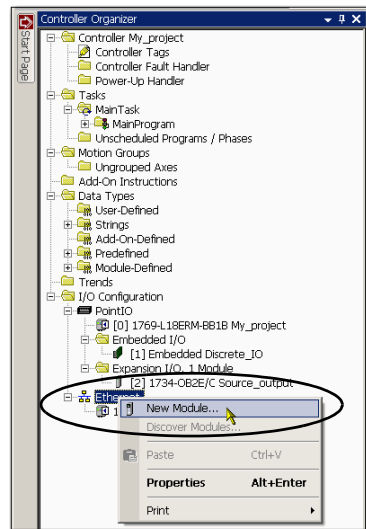 Controller Organizer
Start Page
Controller My_project
Controller Tags
Controller Fault Handler
Power-Up Handler
Tasks
MainTask
MainProgram
Unscheduled Programs / Phases
Motion Groups
Ungrouped Axes
Add-On Instructions
Data Types
User-Defined
Strings
Add-On-Defined
Predefined
Module-Defined
Trends
I/O Configuration
PointIO
[0] 1769-L18ERM-BB1B My_project
Embedded I/O
[1] Embedded Discrete_IO
Expansion I/O, 1 Module
[2] 1734-OB2E/C Source_output
Ethernet
1
New Module...
Discover Modules...
Paste Ctrl+V
Properties Alt+Enter
Print